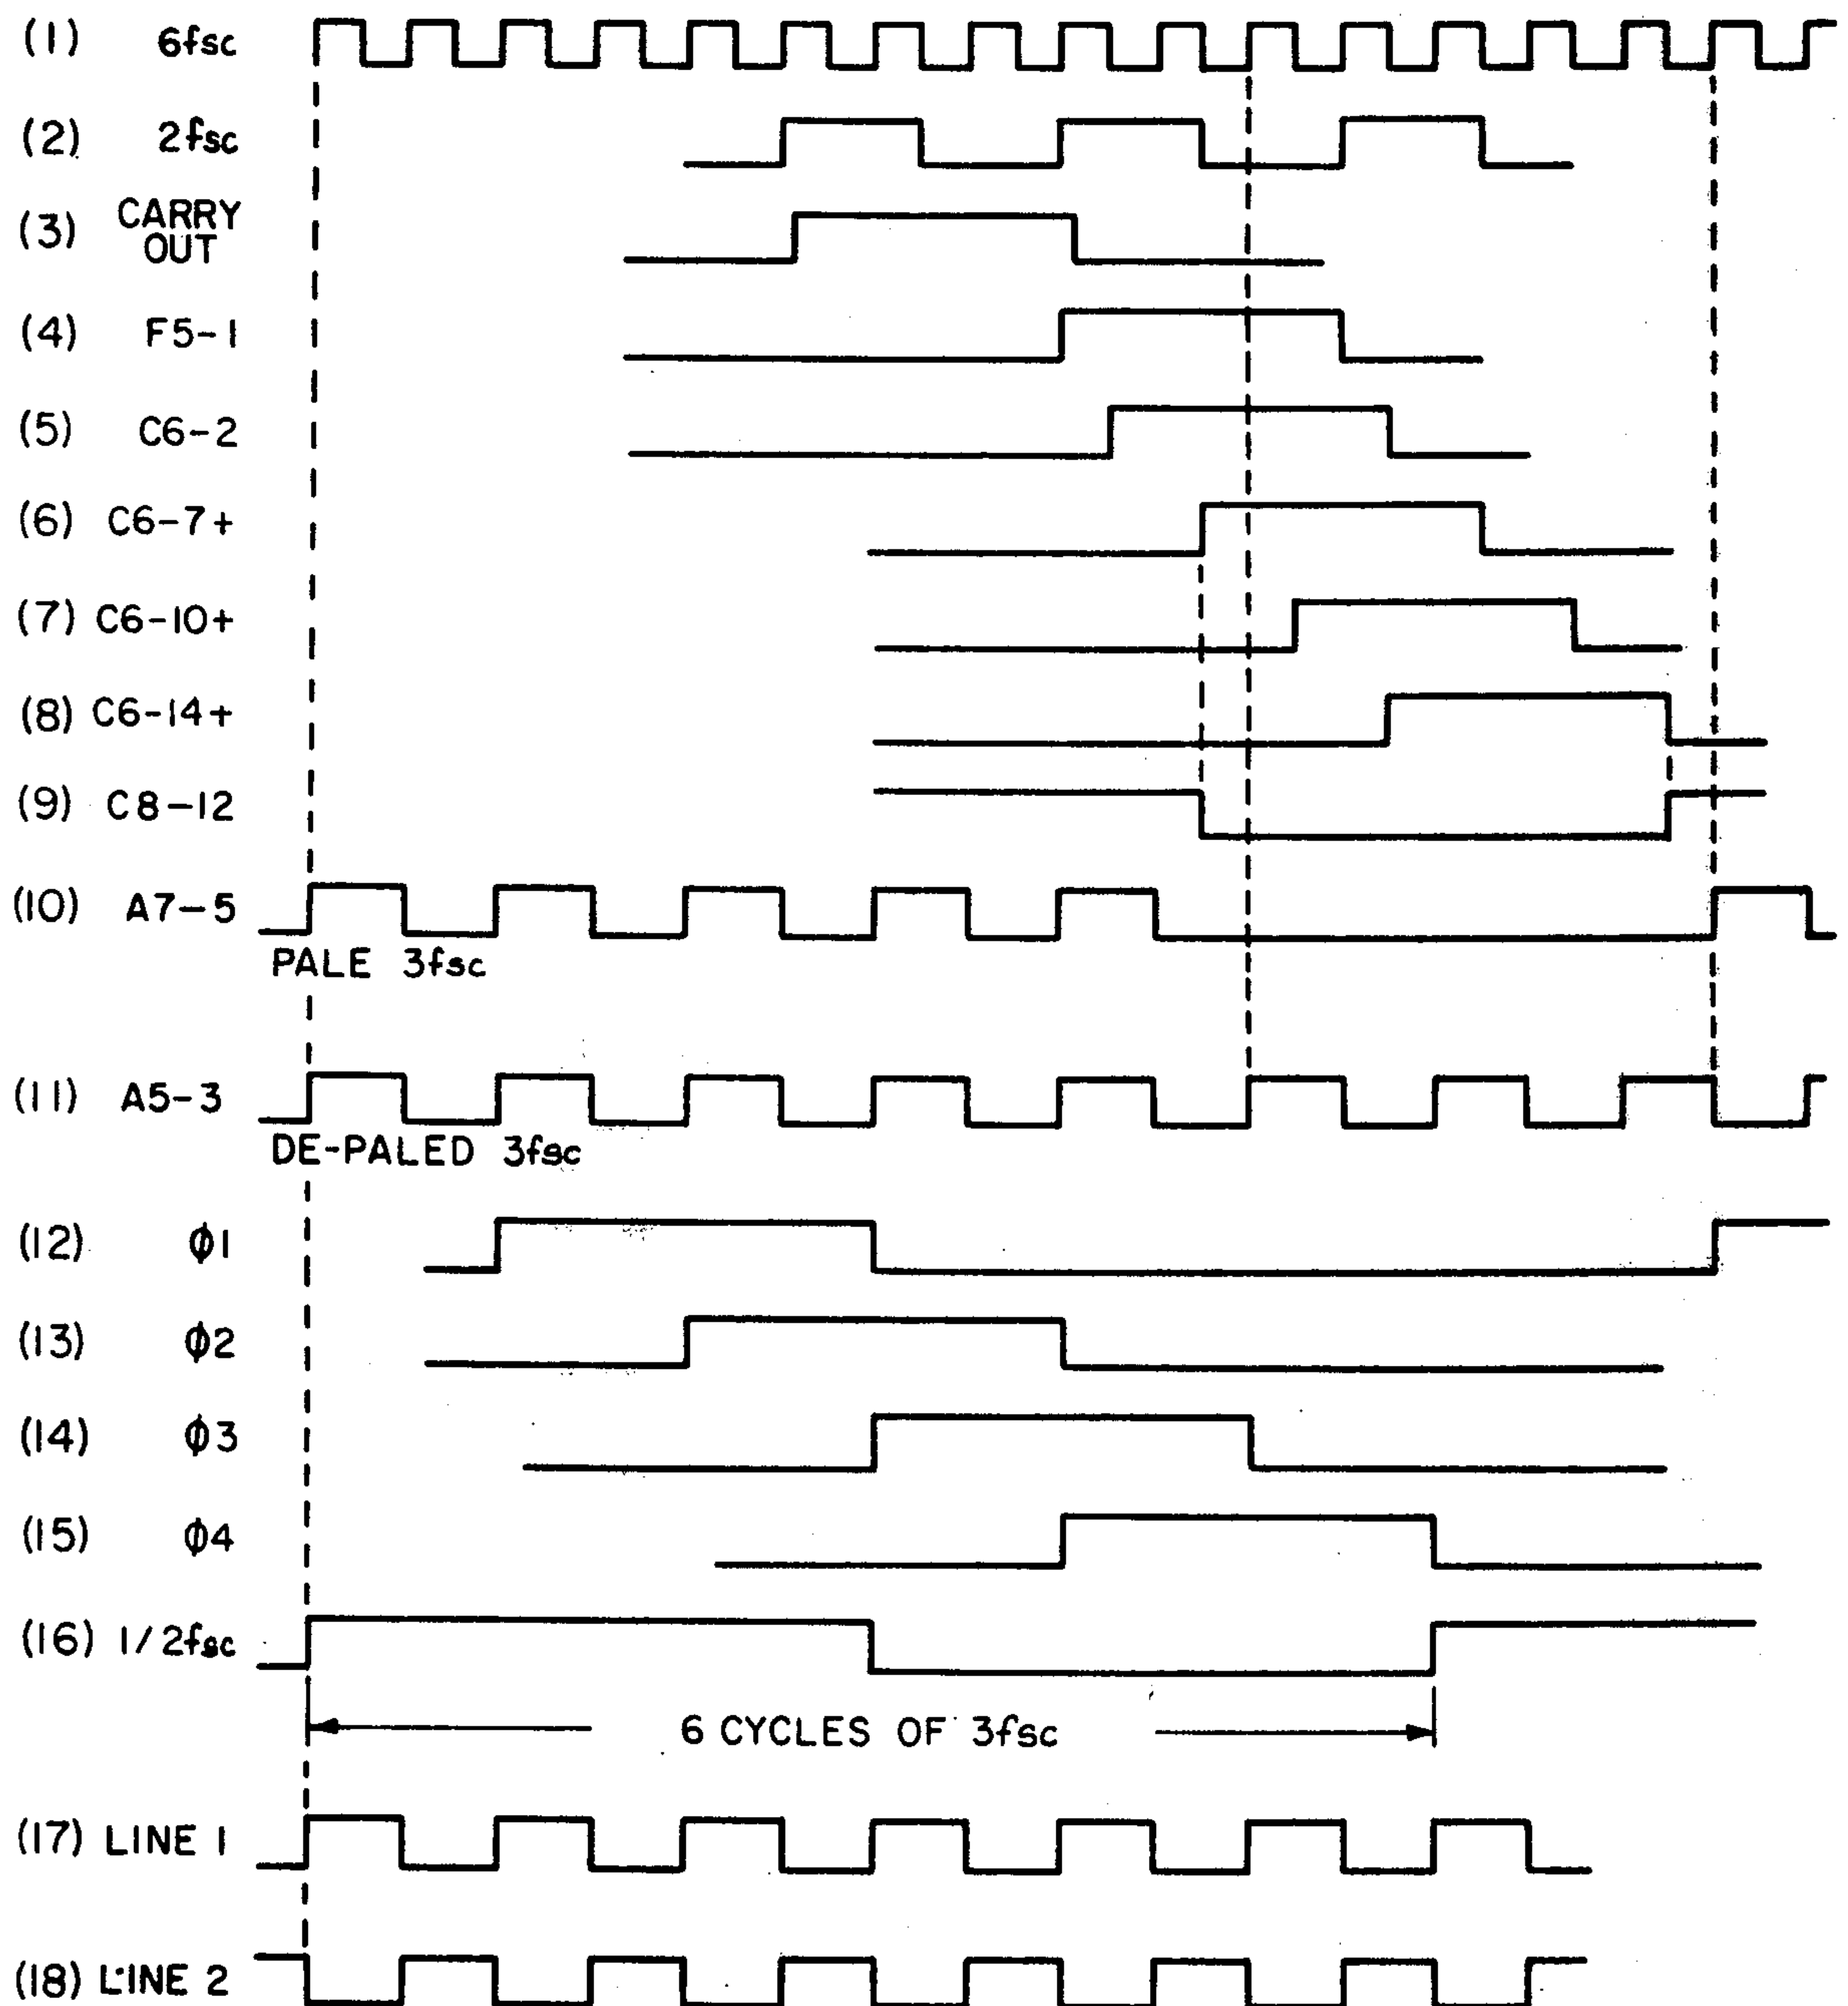 (1) 6fsc
(2) 2fsc
(3) CARRY
OUT
(4) F5-1
(5) C6-2
(6) C6-7+
(7) C6-10+
(8) C6-14+
(9) C8-12
(10) A7-5
PALE 3fsc
(11) A5-3
DE-PALED 3fsc
(12) ϕ1
(13) ϕ2
(14) ϕ3
(15) ϕ4
(16) 1/2fsc
6 CYCLES OF 3fsc
(17) LINE 1
(18) LINE 2